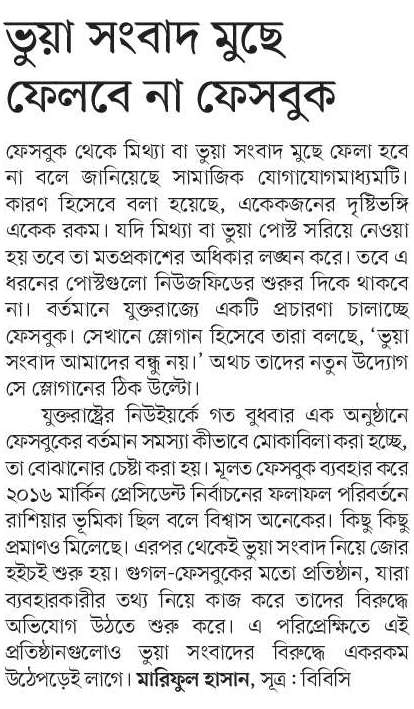 ভুয়া সংবাদ মুছে
ফেলবে না ফেসবুক
ফেসবুক থেকে মিথ্যা বা ভুয়া সংবাদ মুছে ফেলা হবে
না বলে জানিয়েছে সামাজিক যোগাযোগমাধ্যমটি।
কারণ হিসেবে বলা হয়েছে, একেকজনের দৃষ্টিভঙ্গি
একেক রকম। যদি মিথ্যা বা ভুয়া পোস্ট সরিয়ে নেওয়া
হয় তবে তা মতপ্রকাশের অধিকার লঙ্ঘন করে। তবে এ
ধরনের পোস্টগুলো নিউজফিডের শুরুর দিকে থাকবে
না। বর্তমানে যুক্তরাজ্যে একটি প্রচারণা চালাচ্ছে
ফেসবুক। সেখানে স্লোগান হিসেবে তারা বলছে, ‘ভুয়া
সংবাদ আমাদের বন্ধু নয়।’ অথচ তাদের নতুন উদ্যোগ
সে স্লোগানের ঠিক উল্টো।
যুক্তরাষ্ট্রের নিউইয়র্কে গত বুধবার এক অনুষ্ঠানে
ফেসবুকের বর্তমান সমস্যা কীভাবে মোকাবিলা করা হচ্ছে,
তা বোঝানোর চেষ্টা করা হয়। মূলত ফেসবুক ব্যবহার করে
২০১৬ মার্কিন প্রেসিডেন্ট নির্বাচনের ফলাফল পরিবর্তনে
রাশিয়ার ভূমিকা ছিল বলে বিশ্বাস অনেকের। কিছু কিছু
প্রমাণও মিলেছে। এরপর থেকেই ভুয়া সংবাদ নিয়ে জোর
হইচই শুরু হয়। গুগল-ফেসবুকের মতো প্রতিষ্ঠান, যারা
ব্যবহারকারীর তথ্য নিয়ে কাজ করে তাদের বিরুদ্ধে
অভিযোগ উঠতে শুরু করে। এ পরিপ্রেক্ষিতে এই
প্রতিষ্ঠানগুলোও ভুয়া সংবাদের বিরুদ্ধে একরকম
উঠেপড়েই লাগে। মারিফুল হাসান, সূত্র : বিবিসি